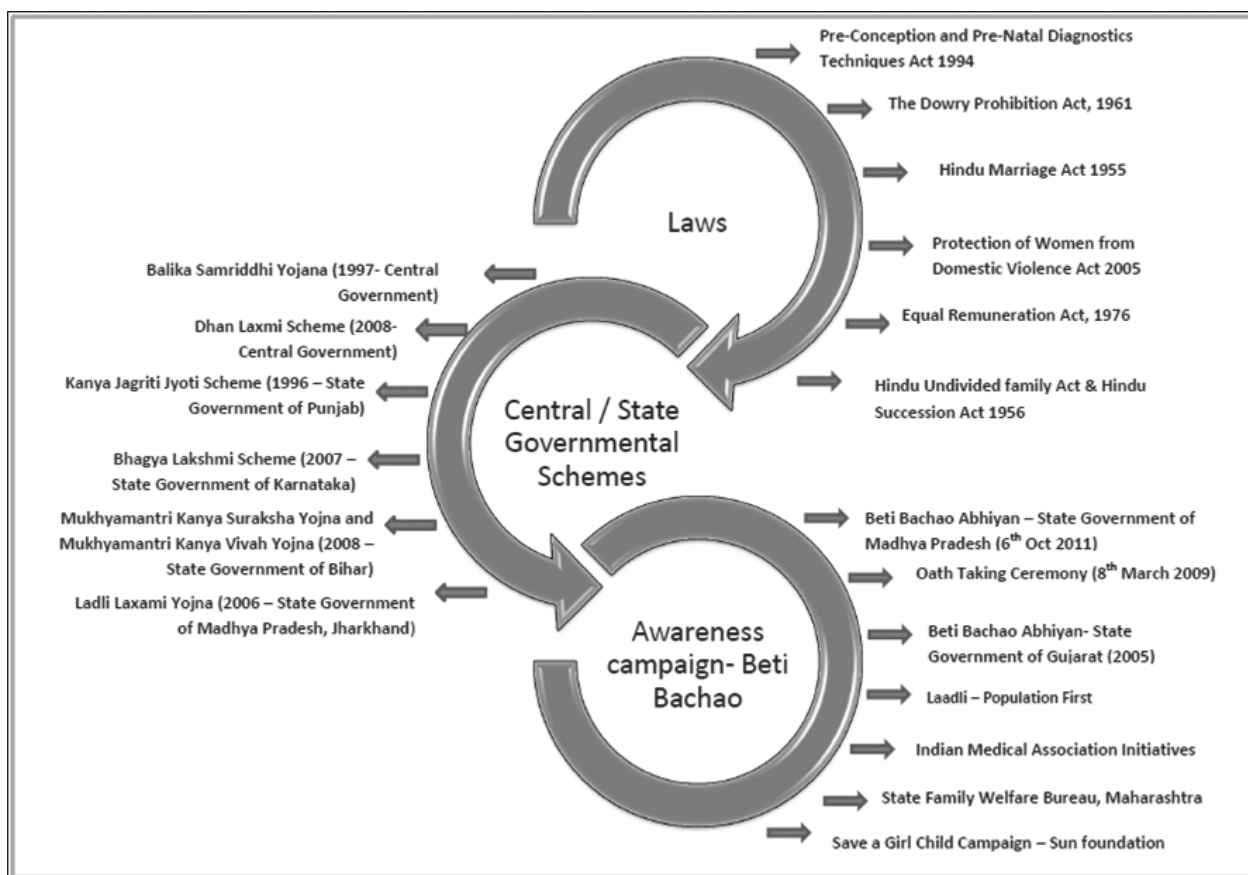 Pre-Conception and Pre-Natal Diagnostics
Techniques Act 1994
The Dowry Prohibition Act, 1961
Hindu Marriage Act 1955
Laws
Protection of Women from
Domestic Violence Act 2005
Equal Remuneration Act, 1976
Hindu Undivided family Act & Hindu
Succession Act 1956
Balika Samriddhi Yojana (1997- Central
Government)
Dhan Laxmi Scheme (2008-
Central Government)
Kanya Jagriti Jyoti Scheme (1996 – State
Government of Punjab)
Central / State
Governmental
Schemes
Bhagya Lakshmi Scheme (2007 –
State Government of Karnataka)
Mukhyamantri Kanya Suraksha Yojna and
Mukhyamantri Kanya Vivah Yojna (2008 –
State Government of Bihar)
Ladli Laxami Yojna (2006 – State Government
of Madhya Pradesh, Jharkhand)
Beti Bachao Abhiyan – State Government of
Madhya Pradesh (6th Oct 2011)
Oath Taking Ceremony (8th March 2009)
Awareness
campaign- Beti
Bachao
Beti Bachao Abhiyan- State
Government of Gujarat (2005)
Laadli – Population First
Indian Medical Association Initiatives
State Family Welfare Bureau, Maharashtra
Save a Girl Child Campaign – Sun foundation